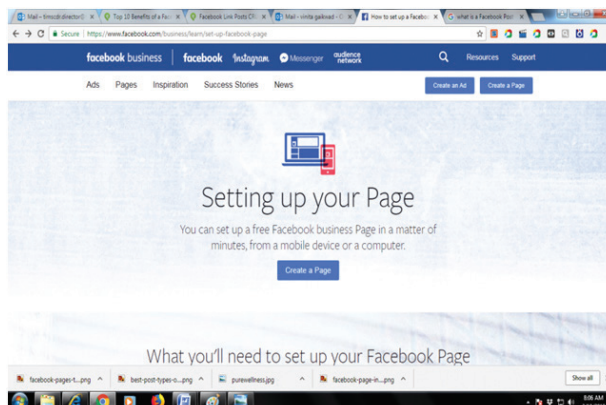 Mail - timscdr.director©
Top 10 Benefits of a Fac
Facebook Link Posts CP
Mail - vinita gaikwad - O
How to set up a Faceboo
what is a Facebook Post
Secure https://www.facebook.com/business/learn/set-up-facebook-page
facebook business facebook Instagram Messenger audience network Resources Support
Ads Pages Inspiration Success Stories News Create an Ad Create a Page
Setting up your Page
You can set up a free Facebook business Page in a matter of
minutes, from a mobile device or a computer.
Create a Page
What you'll need to set up your Facebook Page
facebook-pages-t....png best-post-types-o....png purewellness.jpg facebook-page-in....png Show all
8:06 AM